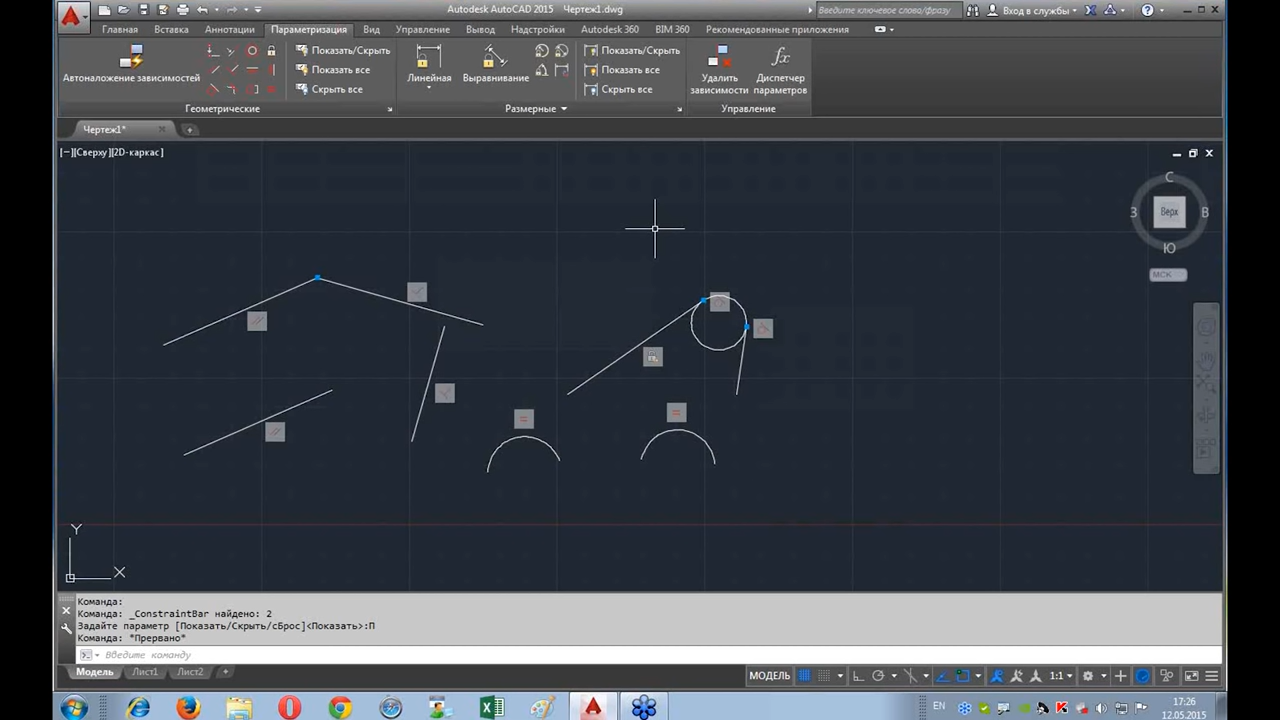 Autodesk AutoCAD 2015 Чертеж1.dwg
Введите ключевое слово/фразу
Вход в службы
Главная Вставка Аннотации Параметризация Вид Управление Вывод Надстройки Autodesk 360 BIM 360 Рекомендованные приложения
Автоналожение зависимостей
Показать/Скрыть
Показать все
Скрыть все
Линейная
Выравнивание
Показать/Скрыть
Показать все
Скрыть все
Удалить зависимости
fx
Диспетчер параметров
Геометрические
Размерные
Управление
Чертеж1*
[−][Сверху][2D-каркас]
С
З Верх В
Ю
МСК
Y
X
Команда:
Команда: _ConstraintBar найдено: 2
Задайте параметр [Показать/Скрыть/сБрос]<Показать>:П
Команда: *Прервано*
Введите команду
Модель Лист1 Лист2 +
МОДЕЛЬ
1:1
EN
17:26
12.05.2015